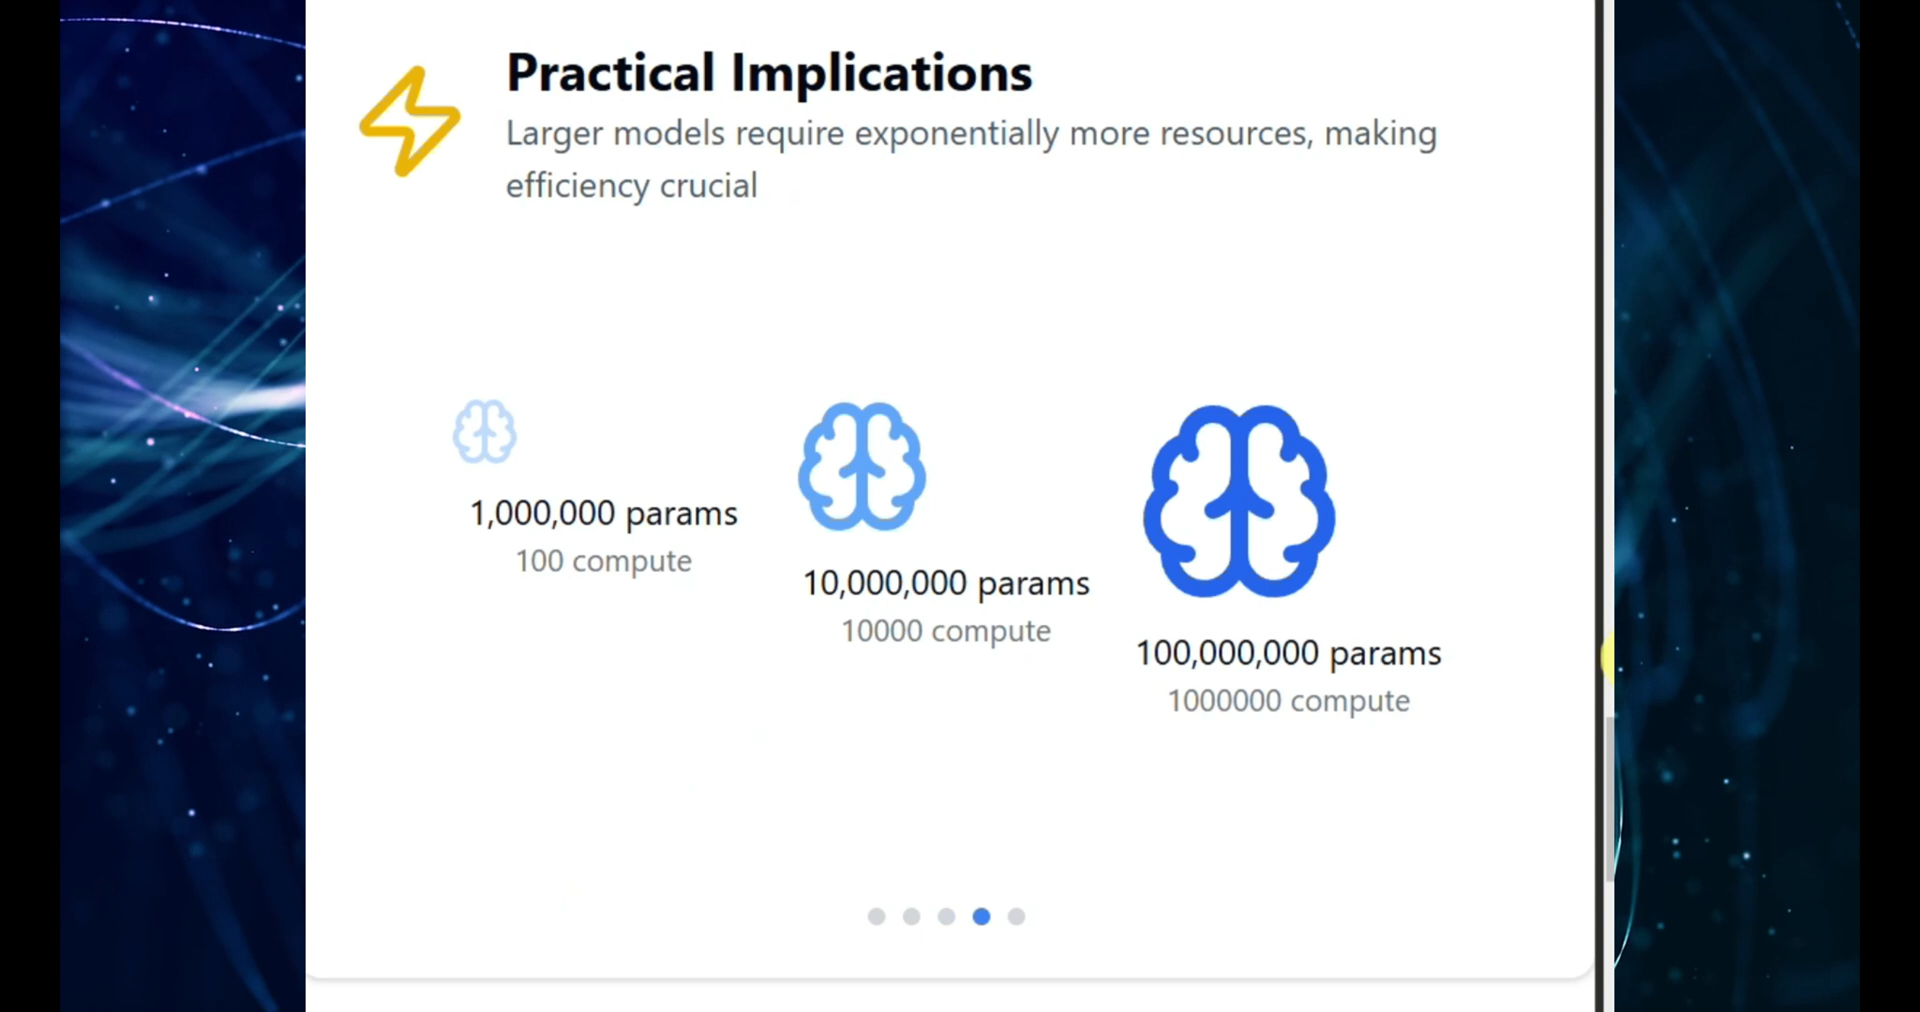 Practical Implications
Larger models require exponentially more resources, making
efficiency crucial
1,000,000 params
100 compute
10,000,000 params
10000 compute
100,000,000 params
1000000 compute